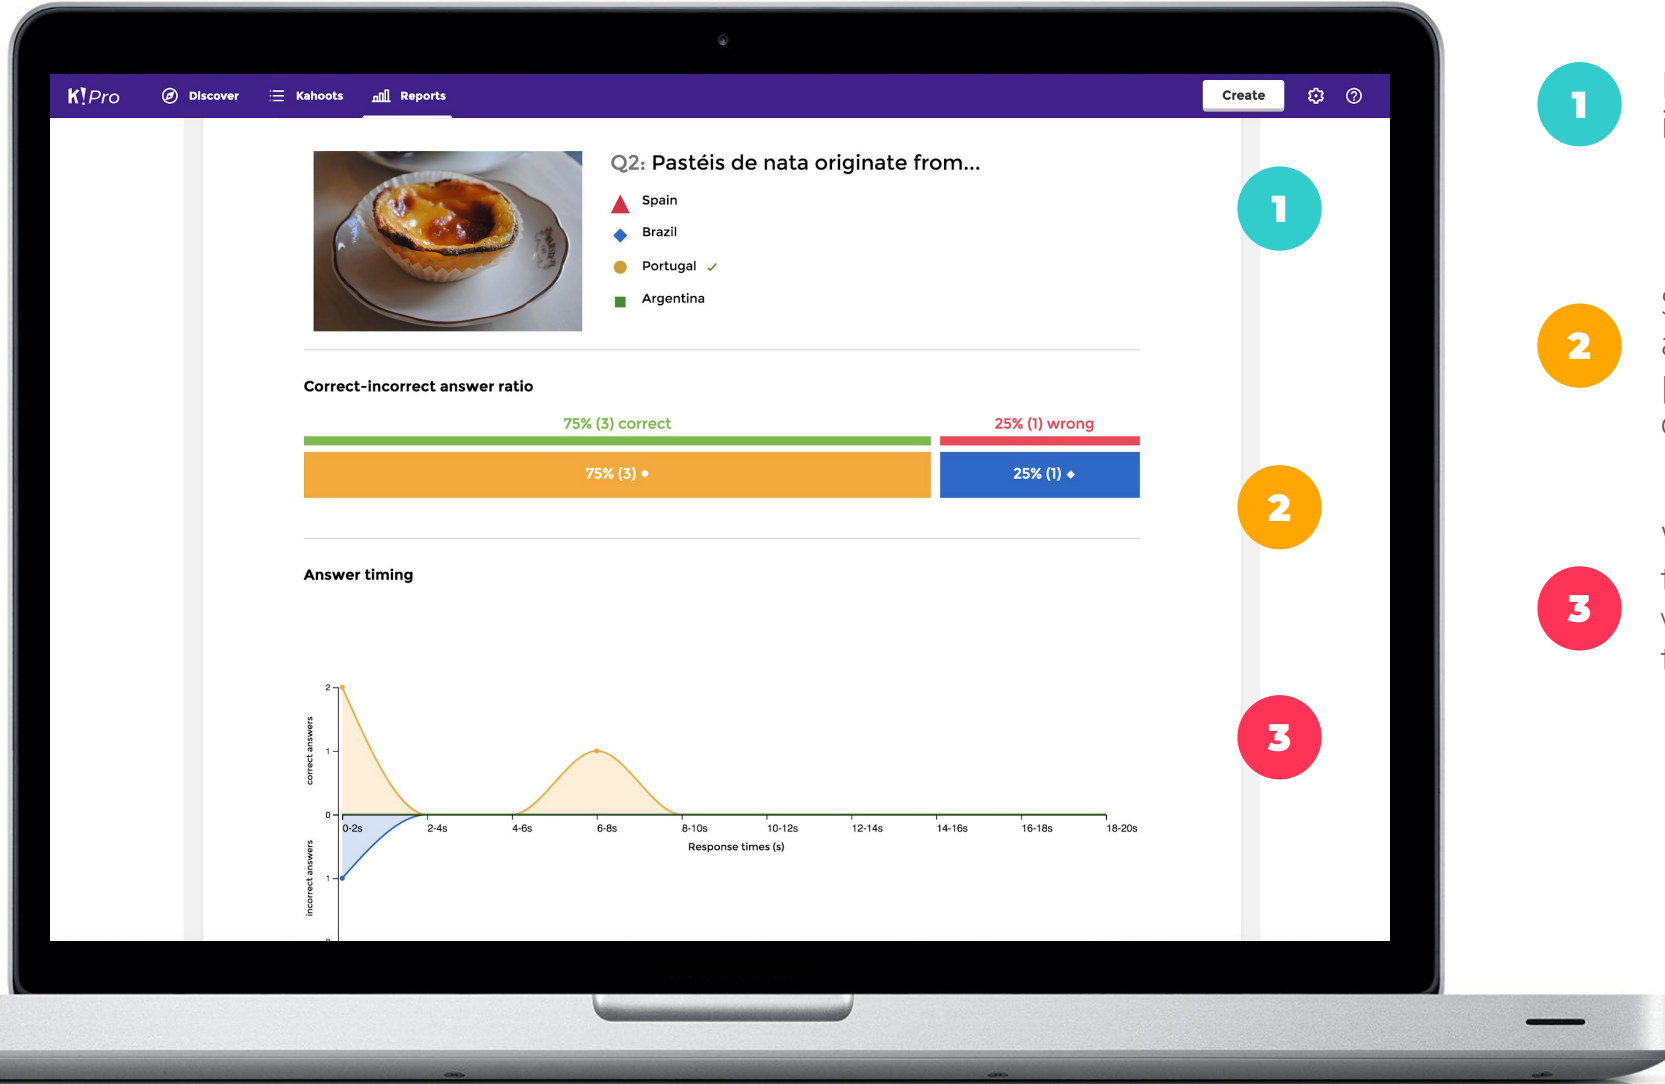 K!Pro Discover Kahoots Reports Create
Q2: Pastéis de nata originate from...
Spain
Brazil
Portugal
Argentina
1
Correct-incorrect answer ratio
75% (3) correct 25% (1) wrong
75% (3) 25% (1)
2
Answer timing
2
1
0
1
correct answers
incorrect answers
0-2s 2-4s 4-6s 6-8s 8-10s 10-12s 12-14s 14-16s 16-18s 18-20s
Response times (s)
3
1
2
3